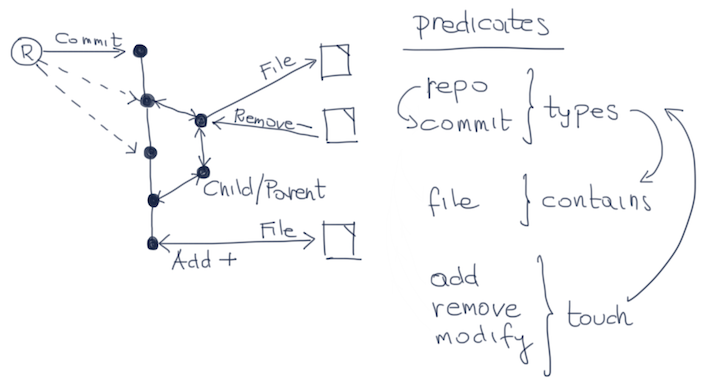 Commit
R
File
Remove—
Child/Parent
File
Add +
predicates
repo
commit
types
file
contains
add
remove
modify
touch